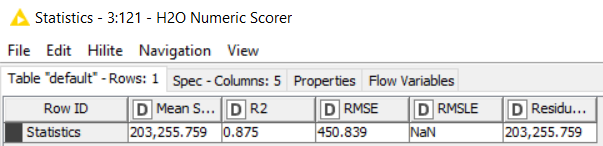 Statistics - 3:121 - H2O Numeric Scorer
File Edit Hilite Navigation View
Table "default" - Rows: 1 Spec - Columns: 5 Properties Flow Variables
Row ID D Mean S... D R2 D RMSE D RMSLE D Residu...
Statistics 203,255.759 0.875 450.839 NaN 203,255.759